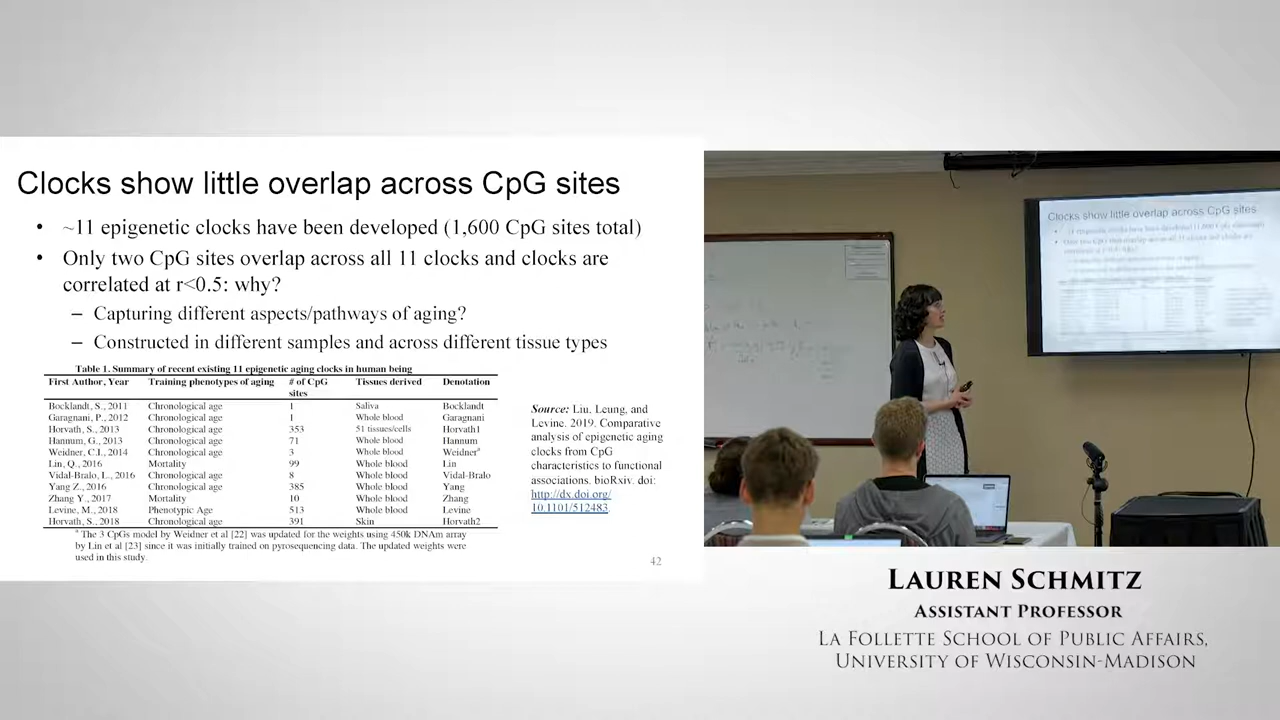 Clocks show little overlap across CpG sites
• ~11 epigenetic clocks have been developed (1,600 CpG sites total)
• Only two CpG sites overlap across all 11 clocks and clocks are
correlated at r<0.5: why?
– Capturing different aspects/pathways of aging?
– Constructed in different samples and across different tissue types
Table 1. Summary of recent existing 11 epigenetic aging clocks in human being
First Author, Year Training phenotypes of aging # of CpG sites Tissues derived Denotation
Bocklandt, S., 2011 Chronological age 1 Saliva Bocklandt
Garagnani, P., 2012 Chronological age 1 Whole blood Garagnani
Horvath, S., 2013 Chronological age 353 51 tissues/cells Horvath1
Hannum, G., 2013 Chronological age 71 Whole blood Hannum
Weidner, C.I., 2014 Chronological age 3 Whole blood Weidnerª
Lin, Q., 2016 Mortality 99 Whole blood Lin
Vidal-Bralo, L., 2016 Chronological age 8 Whole blood Vidal-Bralo
Yang Z., 2016 Chronological age 385 Whole blood Yang
Zhang Y., 2017 Mortality 10 Whole blood Zhang
Levine, M., 2018 Phenotypic Age 513 Whole blood Levine
Horvath, S., 2018 Chronological age 391 Skin Horvath2
ª The 3 CpGs model by Weidner et al [22] was updated for the weights using 450k DNAm array
by Lin et al [23] since it was initially trained on pyrosequencing data. The updated weights were
used in this study.
Source: Liu, Leung, and
Levine. 2019. Comparative
analysis of epigenetic aging
clocks from CpG
characteristics to functional
associations. bioRxiv. doi:
http://dx.doi.org/
10.1101/512483.
42
Clocks show little overlap across CpG sites
LAUREN SCHMITZ
ASSISTANT PROFESSOR
LA FOLLETTE SCHOOL OF PUBLIC AFFAIRS,
UNIVERSITY OF WISCONSIN-MADISON